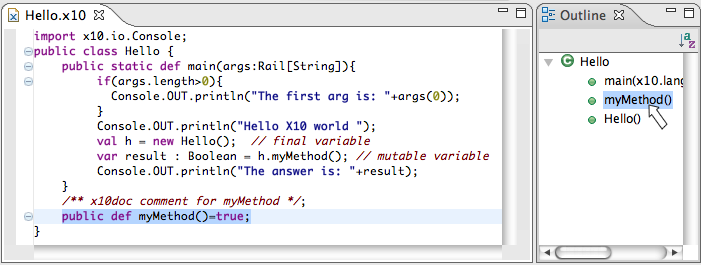 Hello.x10
import x10.io.Console;
public class Hello {
public static def main(args:Rail[String]){
if(args.length>0){
Console.OUT.println("The first arg is: "+args(0));
}
Console.OUT.println("Hello X10 world ");
val h = new Hello();  // final variable
var result : Boolean = h.myMethod(); // mutable variable
Console.OUT.println("The answer is: "+result);
}
/** x10doc comment for myMethod */;
public def myMethod()=true;
}
Outline
Hello
main(x10.lang
myMethod()
Hello()